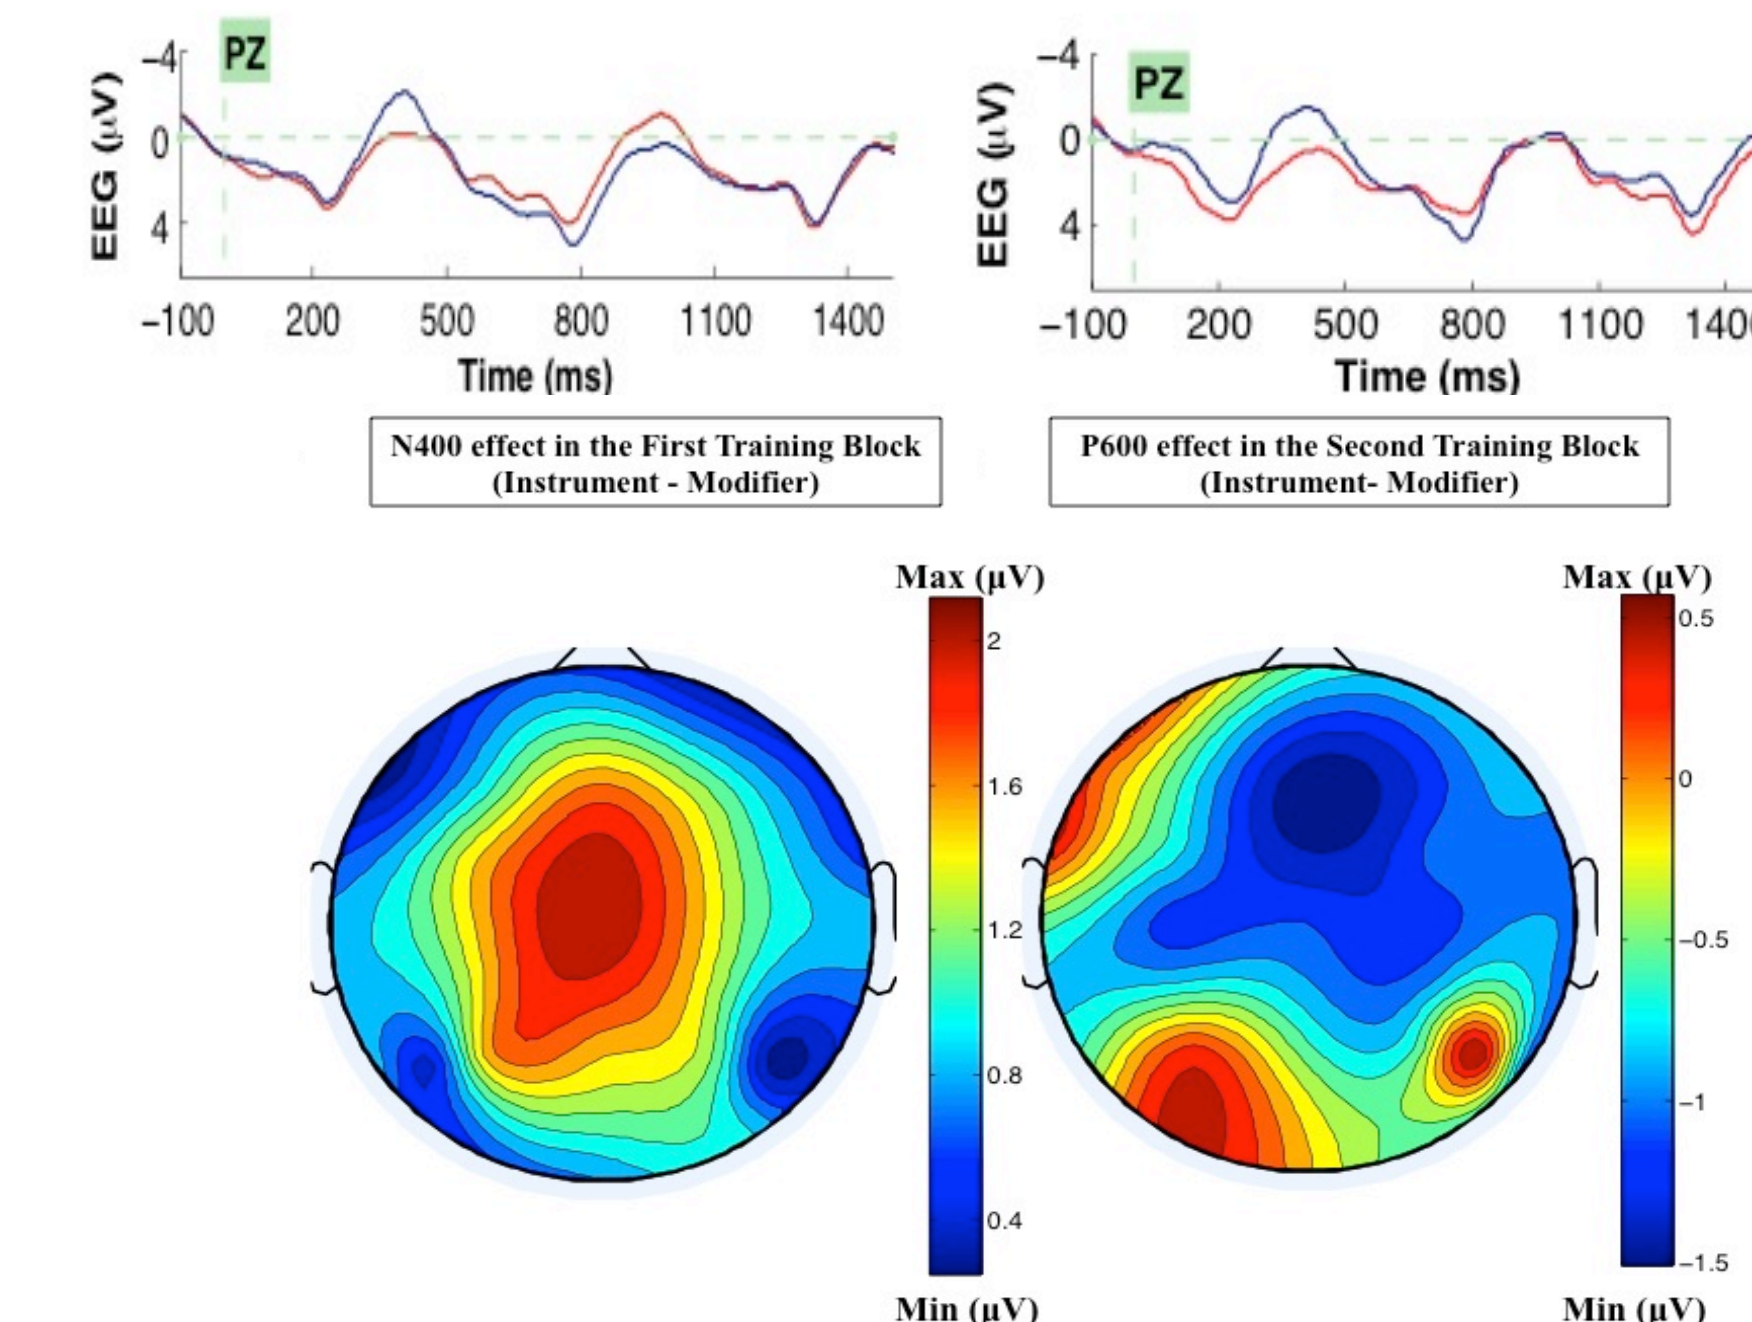 PZ
−4
0
4
EEG (μV)
−100 200 500 800 1100 1400
Time (ms)
PZ
−4
0
4
EEG (μV)
−100 200 500 800 1100 140
Time (ms)
N400 effect in the First Training Block
(Instrument - Modifier)
P600 effect in the Second Training Block
(Instrument- Modifier)
Max (μV)
2
1.6
1.2
0.8
0.4
Min (μV)
Max (μV)
0.5
0
−0.5
−1
−1.5
Min (μV)